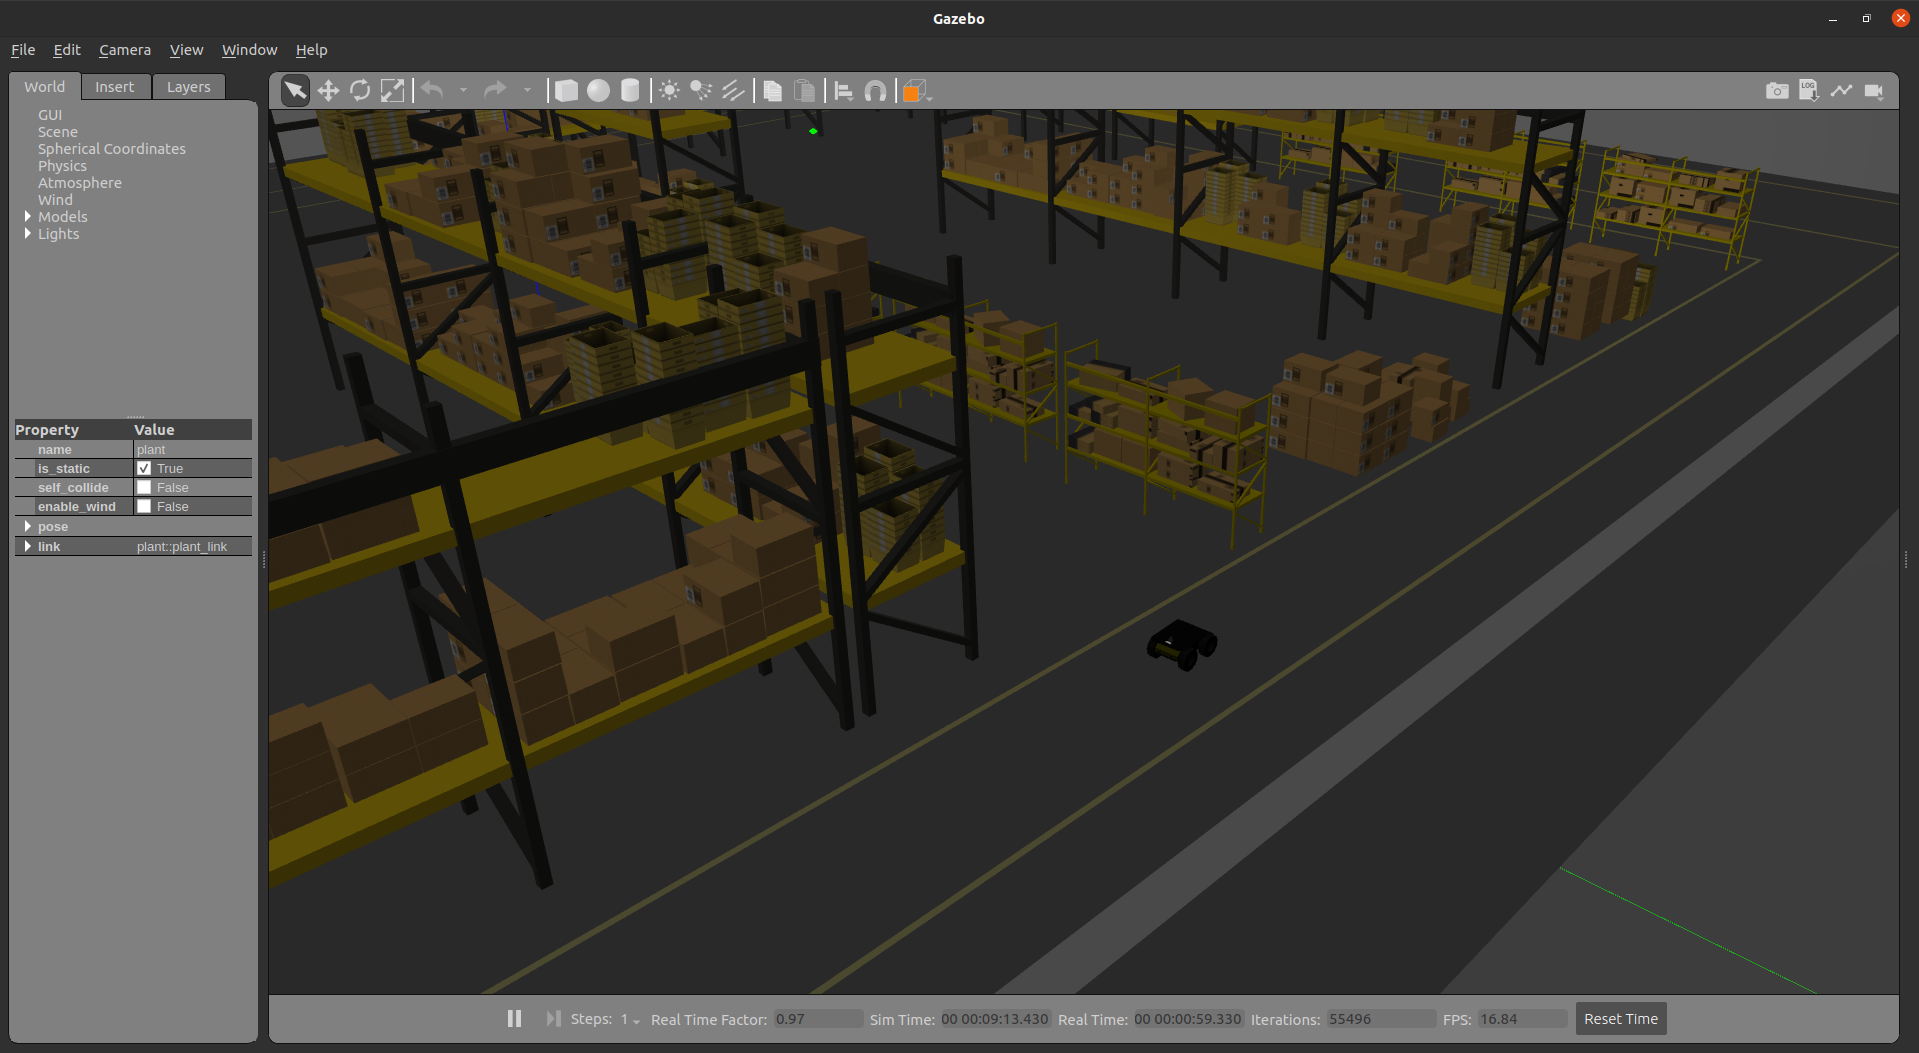 Gazebo
File Edit Camera View Window Help
World Insert Layers
GUI
Scene
Spherical Coordinates
Physics
Atmosphere
Wind
Models
Lights
LOG
Property Value
name plant
is_static True
self_collide False
enable_wind False
pose
link plant::plant_link
Steps: 1 Real Time Factor: 0.97 Sim Time: 00 00:09:13.430 Real Time: 00 00:00:59.330 Iterations: 55496 FPS: 16.84 Reset Time